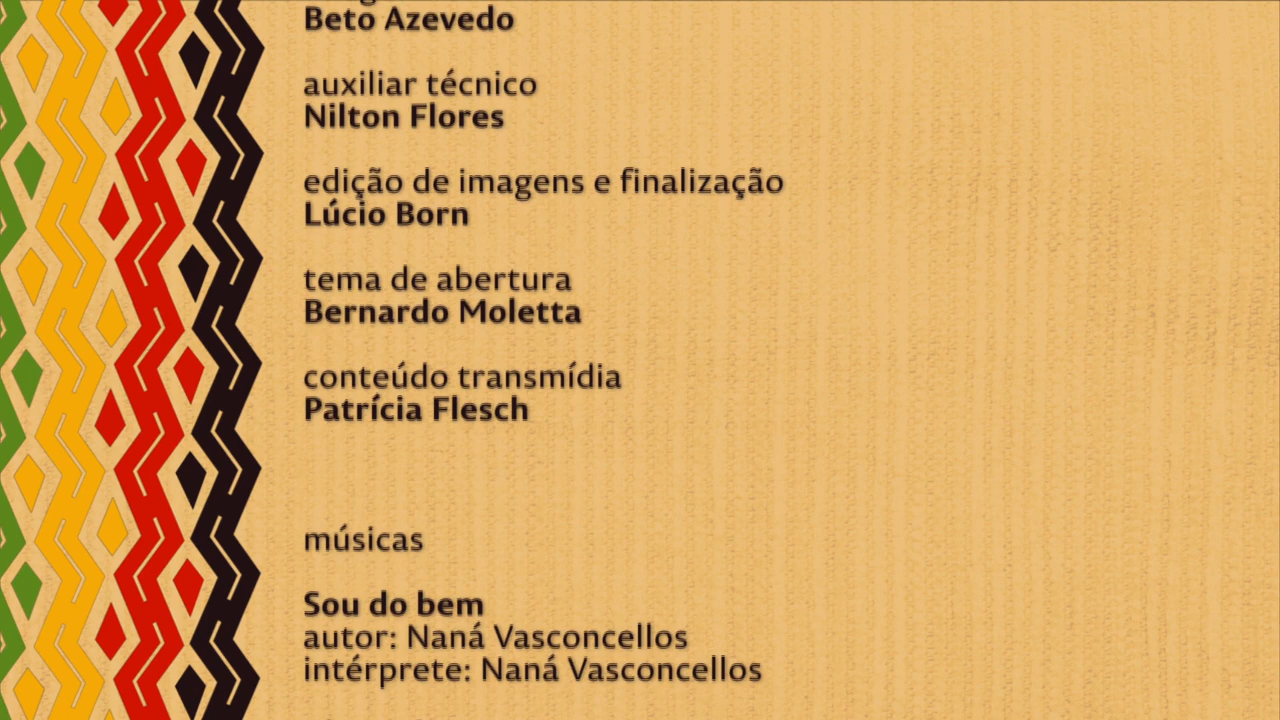 Beto Azevedo
auxiliar técnico
Nilton Flores
edição de imagens e finalização
Lúcio Born
tema de abertura
Bernardo Moletta
conteúdo transmídia
Patrícia Flesch
músicas
Sou do bem
autor: Naná Vasconcellos
intérprete: Naná Vasconcellos